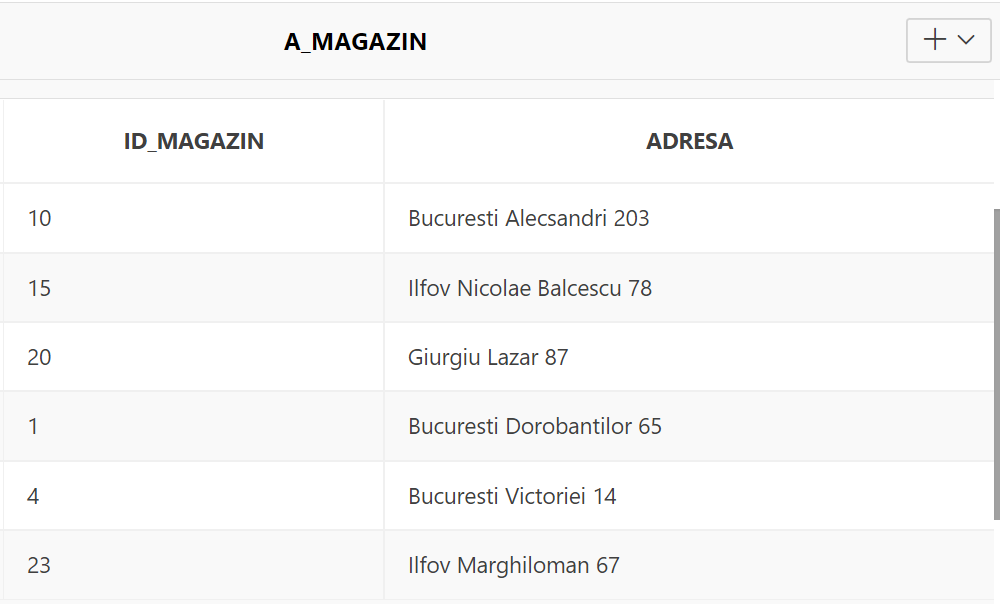 A_MAGAZIN
ID_MAGAZIN ADRESA
10 Bucuresti Alecsandri 203
15 Ilfov Nicolae Balcescu 78
20 Giurgiu Lazar 87
1 Bucuresti Dorobantilor 65
4 Bucuresti Victoriei 14
23 Ilfov Marghiloman 67